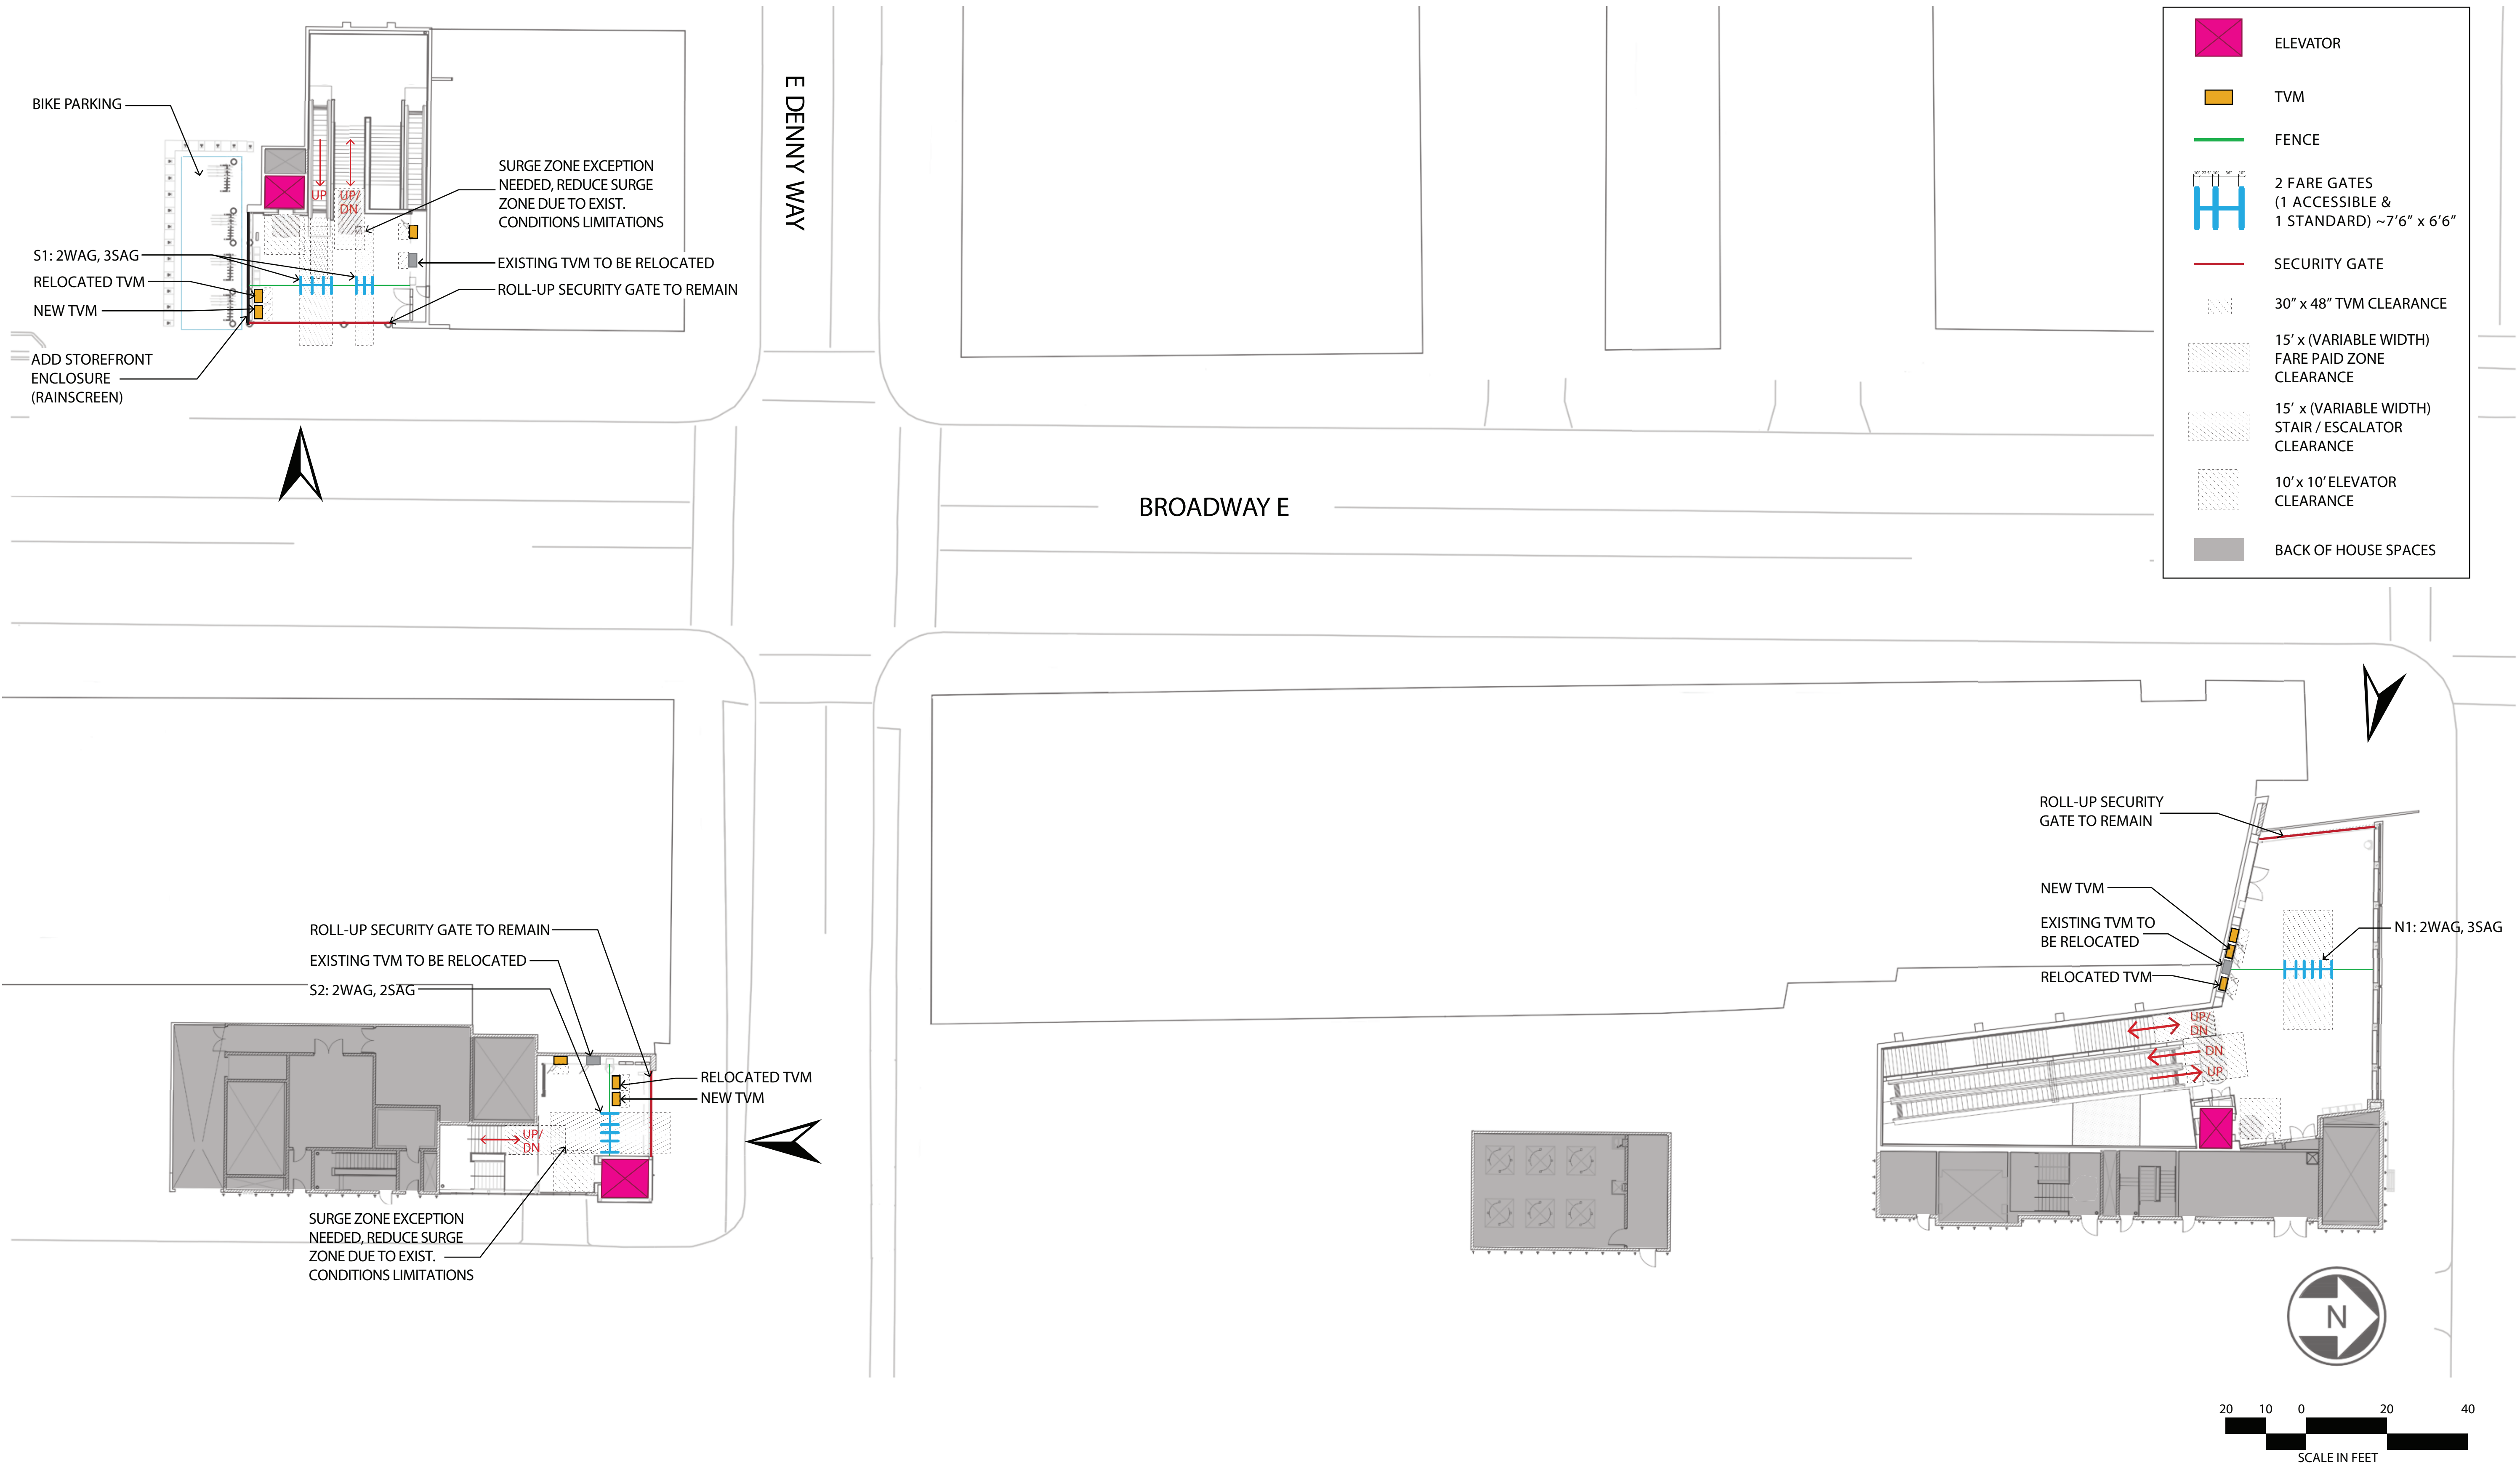 BIKE PARKING
S1: 2WAG, 3SAG
RELOCATED TVM
NEW TVM
ADD STOREFRONT
ENCLOSURE
(RAINSCREEN)
UP
UP/
DN
SURGE ZONE EXCEPTION
NEEDED, REDUCE SURGE
ZONE DUE TO EXIST.
CONDITIONS LIMITATIONS
EXISTING TVM TO BE RELOCATED
ROLL-UP SECURITY GATE TO REMAIN
E DENNY WAY
BROADWAY E
ELEVATOR
TVM
FENCE
10" 22.5" 10" 36" 10"
2 FARE GATES
(1 ACCESSIBLE &
1 STANDARD) ~7'6” x 6'6”
SECURITY GATE
30” x 48” TVM CLEARANCE
15’ x (VARIABLE WIDTH)
FARE PAID ZONE
CLEARANCE
15’ x (VARIABLE WIDTH)
STAIR / ESCALATOR
CLEARANCE
10’ x 10’ ELEVATOR
CLEARANCE
BACK OF HOUSE SPACES
ROLL-UP SECURITY GATE TO REMAIN
EXISTING TVM TO BE RELOCATED
S2: 2WAG, 2SAG
RELOCATED TVM
NEW TVM
UP/
DN
SURGE ZONE EXCEPTION
NEEDED, REDUCE SURGE
ZONE DUE TO EXIST.
CONDITIONS LIMITATIONS
ROLL-UP SECURITY
GATE TO REMAIN
NEW TVM
EXISTING TVM TO
BE RELOCATED
RELOCATED TVM
N1: 2WAG, 3SAG
UP/
DN
DN
UP
N
20 10 0 20 40
SCALE IN FEET